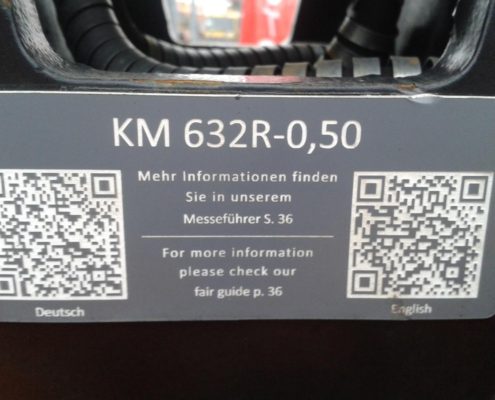 KM 632R-0,50
Mehr Informationen finden
Sie in unserem
Messeführer S. 36
For more information
please check our
fair guide p. 36
Deutsch
English